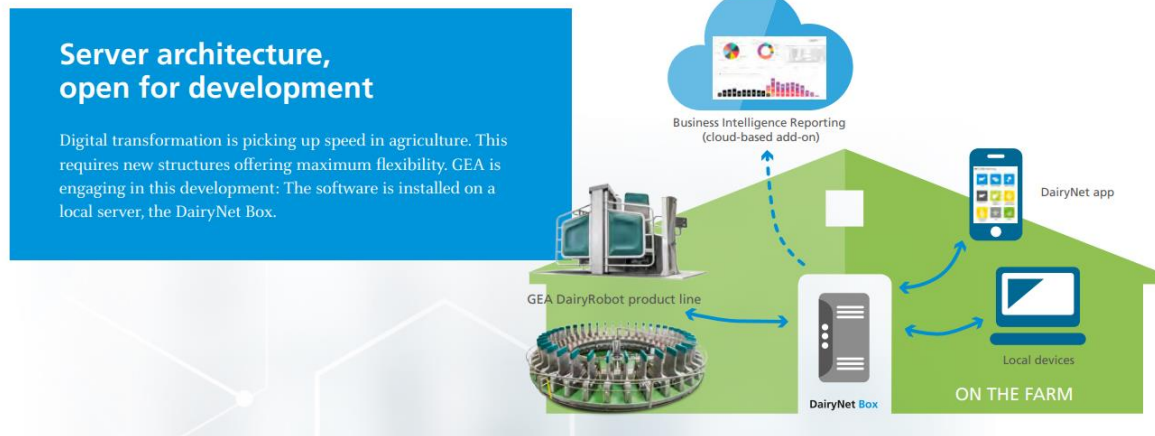 Server architecture,
open for development
Digital transformation is picking up speed in agriculture. This
requires new structures offering maximum flexibility. GEA is
engaging in this development: The software is installed on a
local server, the DairyNet Box.
Business Intelligence Reporting
(cloud-based add-on)
DairyNet app
GEA DairyRobot product line
Local devices
DairyNet Box
ON THE FARM